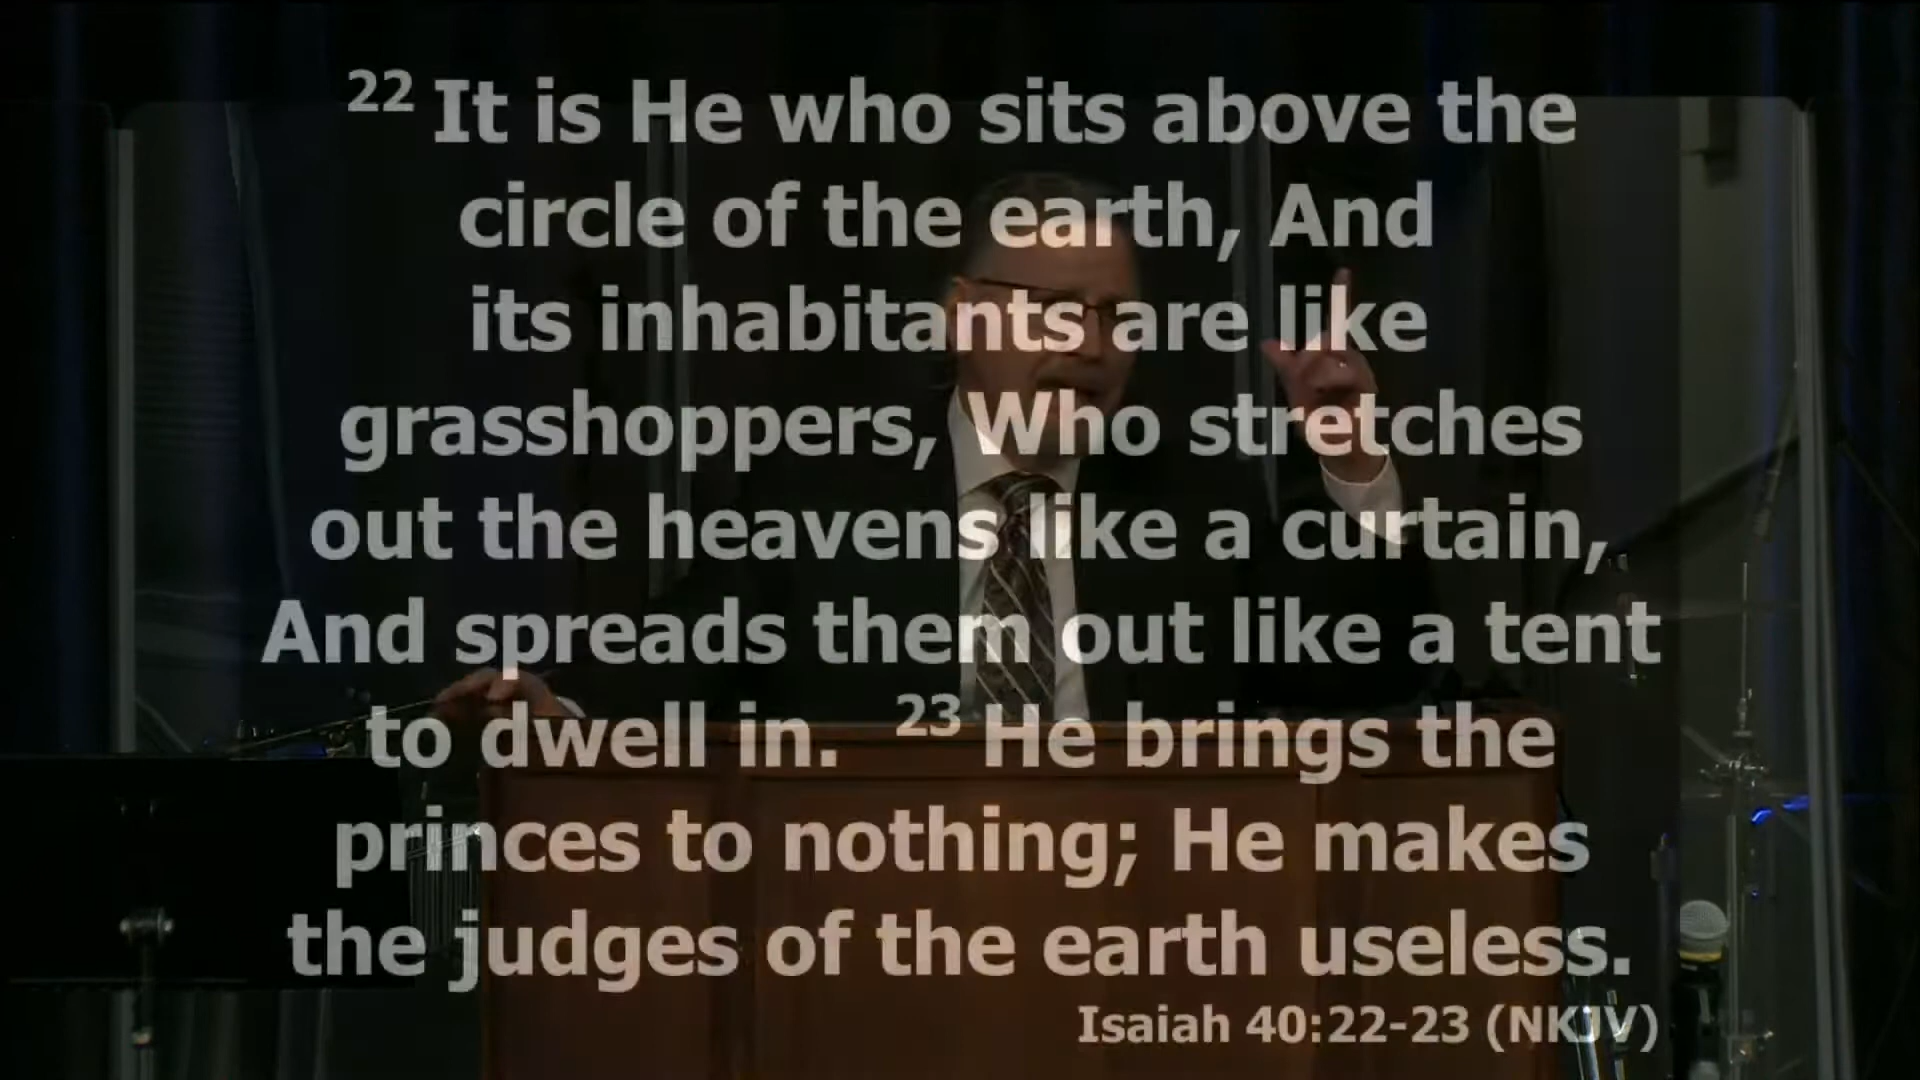 22 It is He who sits above the
circle of the earth, And
its inhabitants are like
grasshoppers, Who stretches
out the heavens like a curtain,
And spreads them out like a tent
to dwell in. 23 He brings the
princes to nothing; He makes
the judges of the earth useless.
Isaiah 40:22-23 (NKJV)